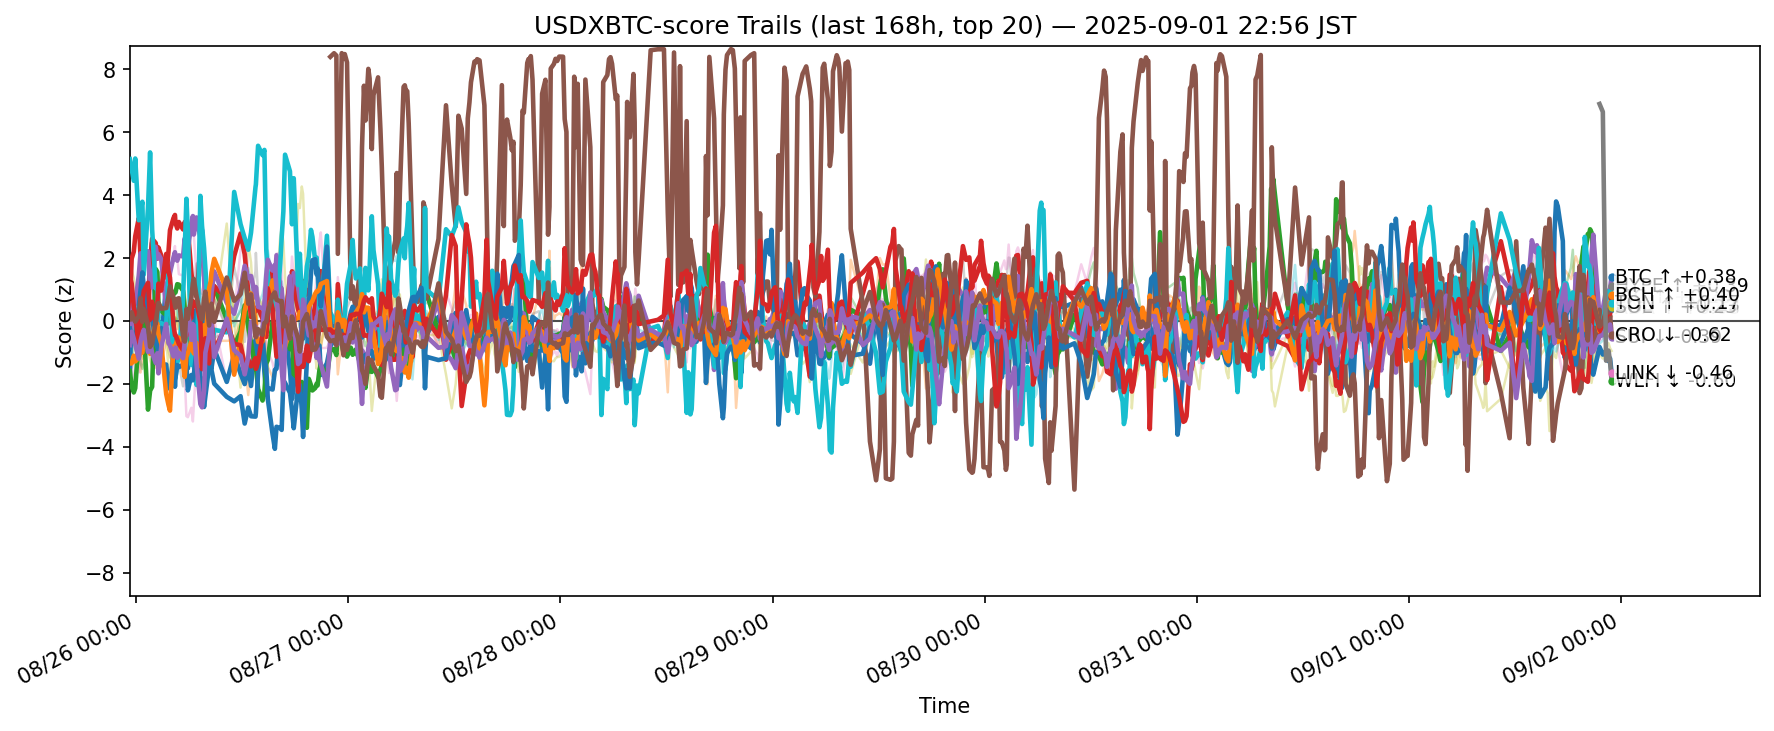 USDXBTC-score Trails (last 168h, top 20) — 2025-09-01 22:56 JST
Score (z)
8
6
4
2
0
−2
−4
−6
−8
BTC ↑ +0.38
BCH ↑ +0.40
CRO ↓ -0.62
LINK ↓ -0.46
08/26 00:00
08/27 00:00
08/28 00:00
08/29 00:00
08/30 00:00
08/31 00:00
09/01 00:00
09/02 00:00
Time